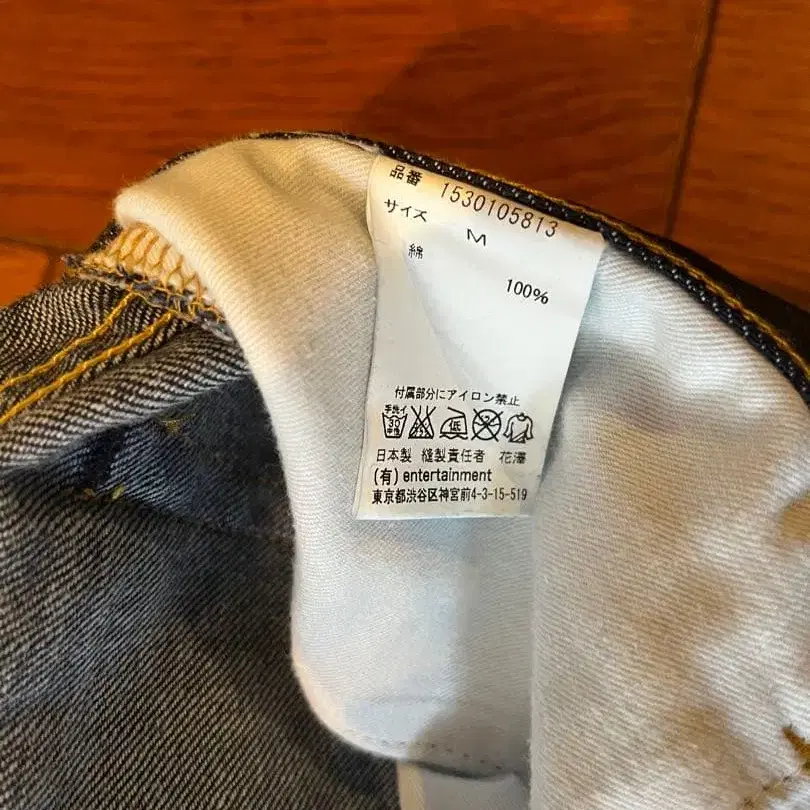 品番 1530105813
サイズ M
綿 100%
付属部分にアイロン禁止
手洗イ 30 中性 低
日本製 縫製責任者 花澤
(有) entertainment
東京都渋谷区神宮前4-3-15-519